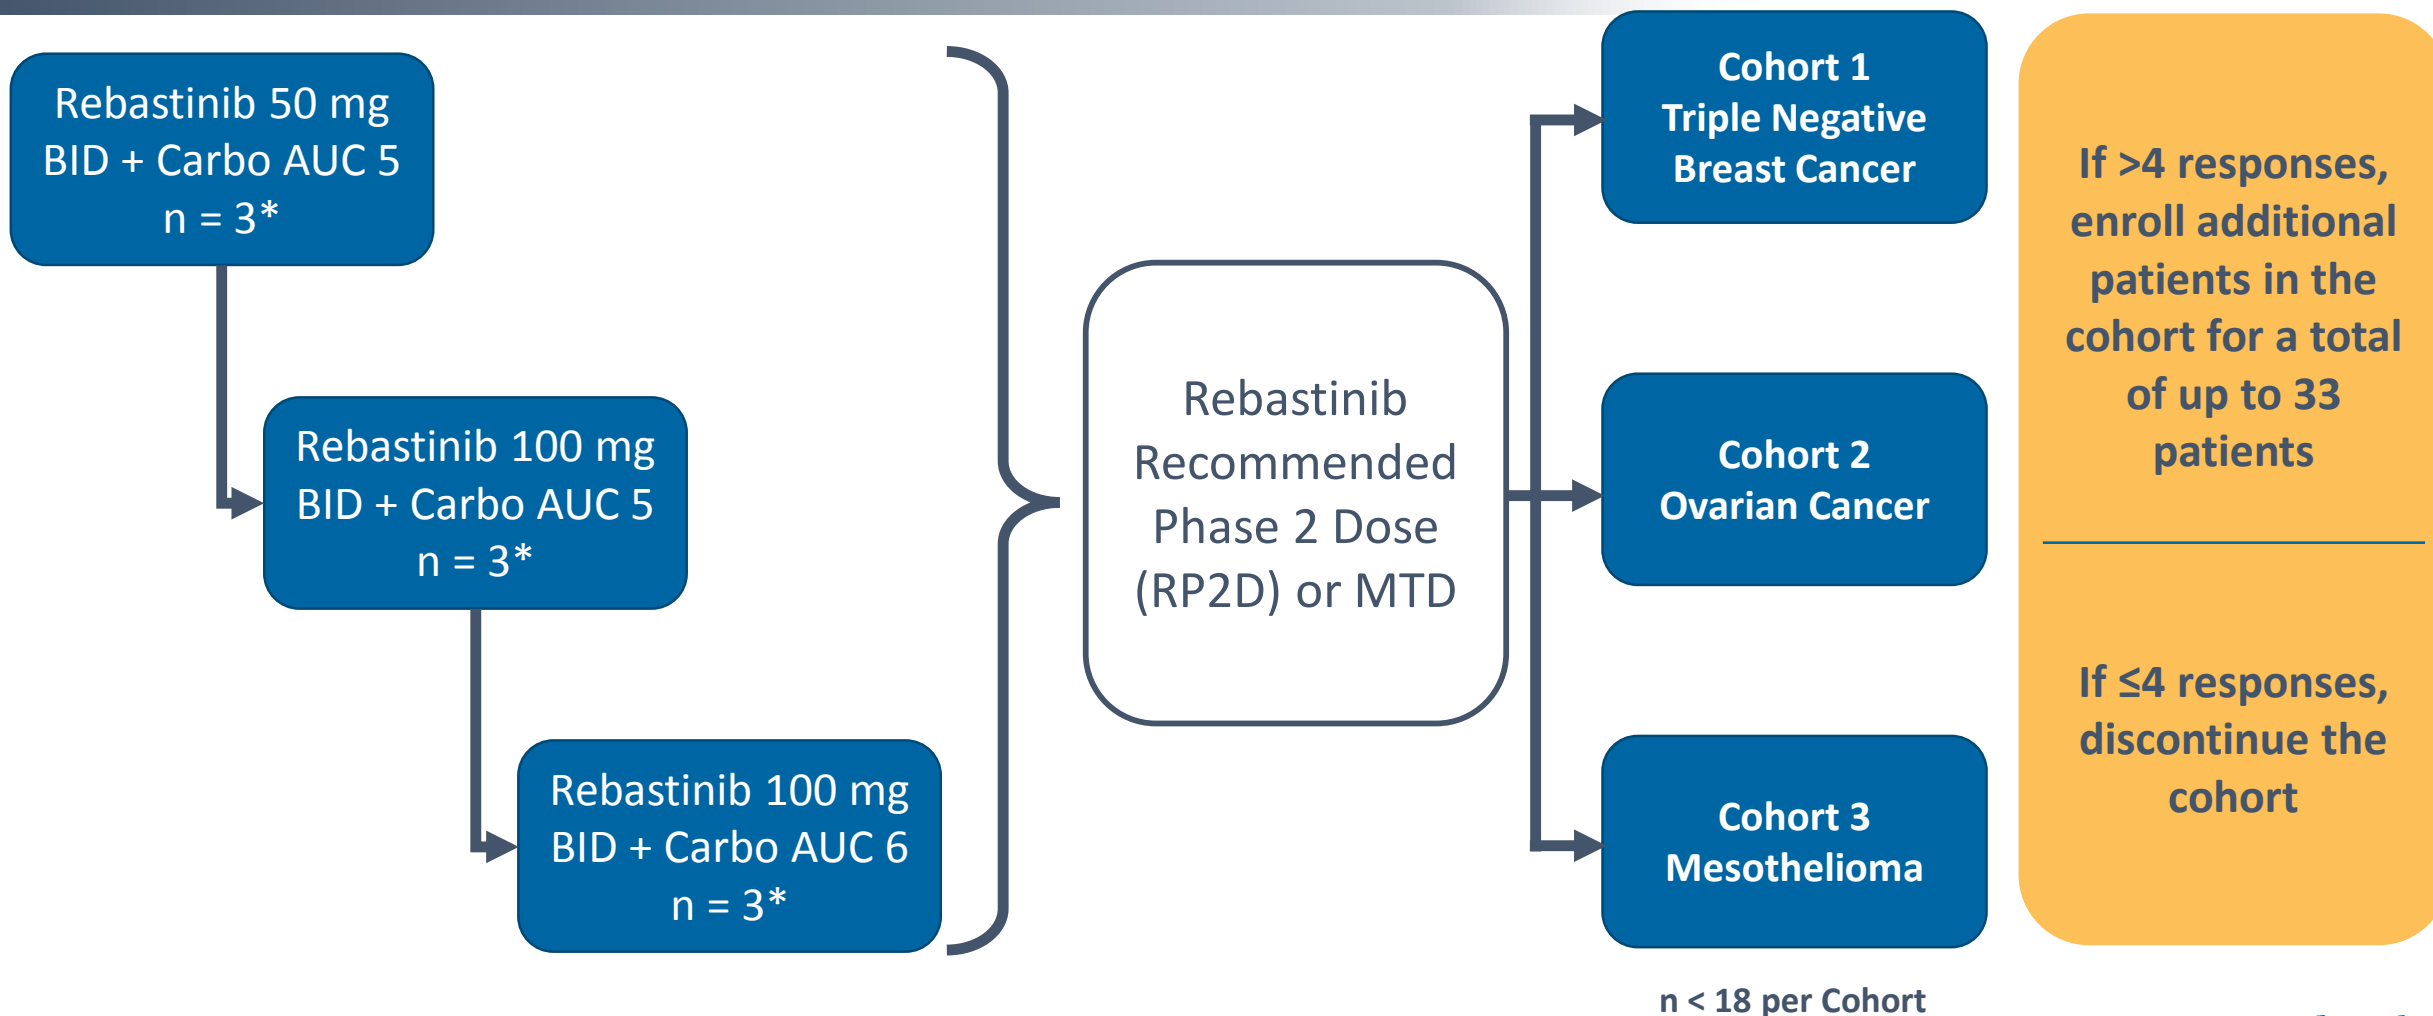 Rebastinib 50 mg
BID + Carbo AUC 5
n = 3*
Rebastinib 100 mg
BID + Carbo AUC 5
n = 3*
Rebastinib 100 mg
BID + Carbo AUC 6
n = 3*
Rebastinib
Recommended
Phase 2 Dose
(RP2D) or MTD
Cohort 1
Triple Negative
Breast Cancer
Cohort 2
Ovarian Cancer
Cohort 3
Mesothelioma
n < 18 per Cohort
If >4 responses,
enroll additional
patients in the
cohort for a total
of up to 33
patients
If ≤4 responses,
discontinue the
cohort